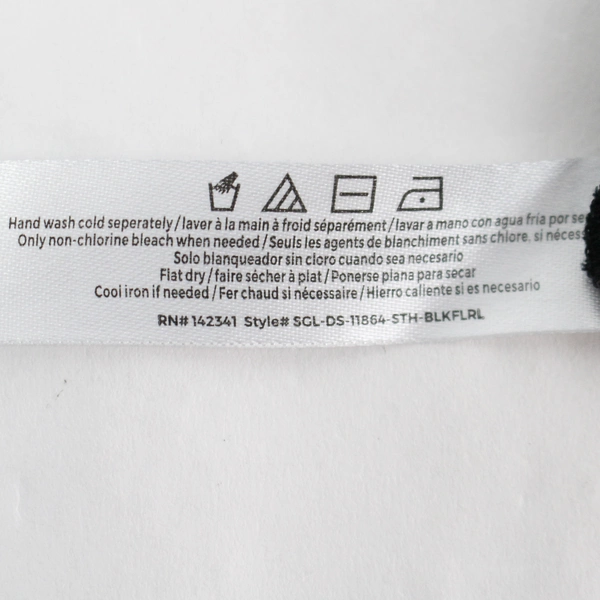 Hand wash cold seperately / laver à la main à froid séparément / lavar a mano con agua fria por
Only non-chlorine bleach when needed / Seuls les agents de blanchiment sans chlore. si
Solo blanqueador sin cloro cuando sea necesario
Flat dry / faire sécher à plat / Ponerse plana para secar
Cool iron if needed / Fer chaud si nécessaire / Hierro caliente si es necesario
RN# 142341 Style# SGL-DS-11864-STH-BLKFLRL